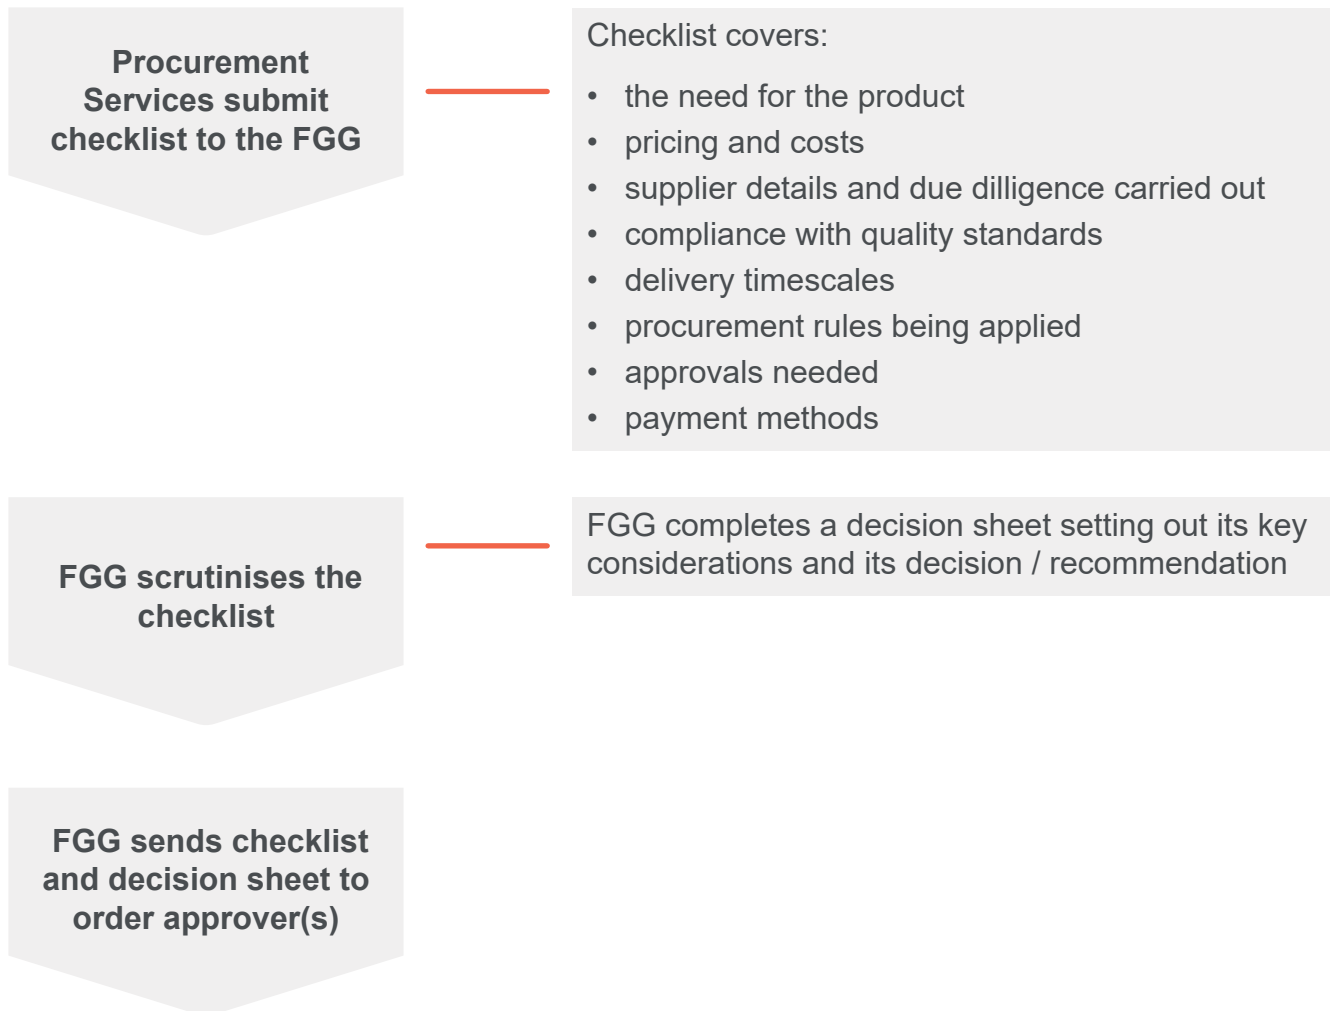 Procurement
Services submit
checklist to the FGG
Checklist covers:
• the need for the product
• pricing and costs
• supplier details and due dilligence carried out
• compliance with quality standards
• delivery timescales
• procurement rules being applied
• approvals needed
• payment methods
FGG scrutinises the
checklist
FGG completes a decision sheet setting out its key
considerations and its decision / recommendation
FGG sends checklist
and decision sheet to
order approver(s)